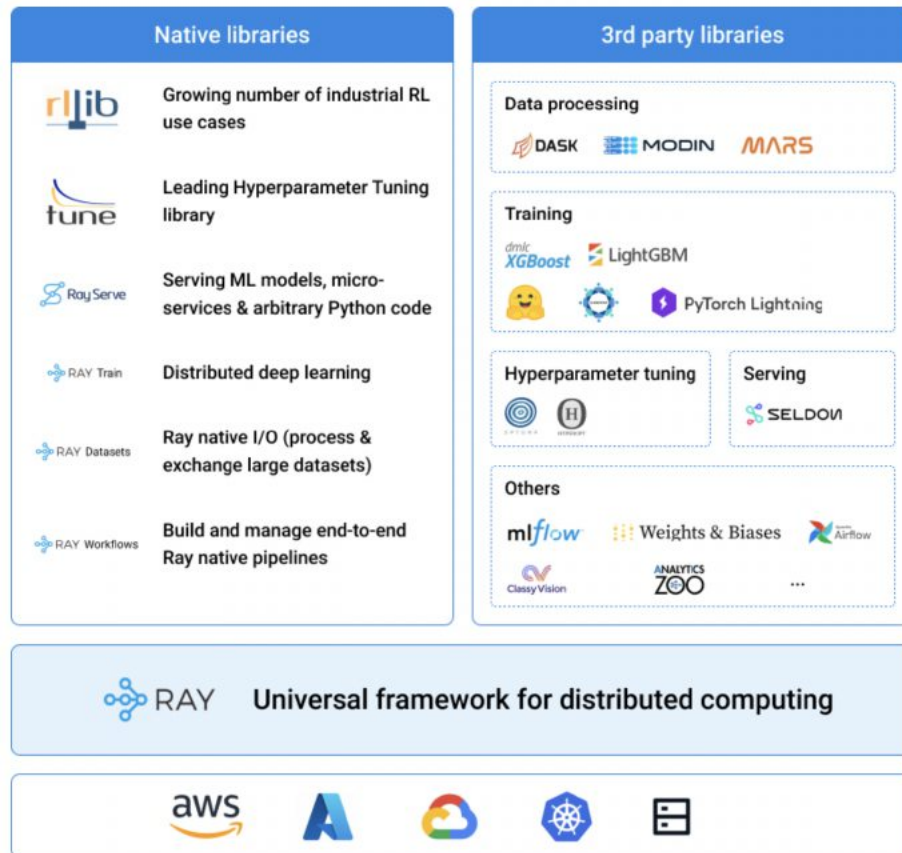 Native libraries
rllib
Growing number of industrial RL
use cases
tune
Leading Hyperparameter Tuning
library
Ray Serve
Serving ML models, micro-
services & arbitrary Python code
RAY Train
Distributed deep learning
RAY Datasets
Ray native I/O (process &
exchange large datasets)
RAY Workflows
Build and manage end-to-end
Ray native pipelines
3rd party libraries
Data processing
DASK
MODIN
MARS
Training
dmlc
XGBoost
LightGBM
PyTorch Lightning
Hyperparameter tuning
OPTUNA
H
HYPEROPT
Serving
SELDON
Others
mlflow
Weights & Biases
Airflow
Classy Vision
ANALYTICS
ZOO
...
RAY
Universal framework for distributed computing
aws